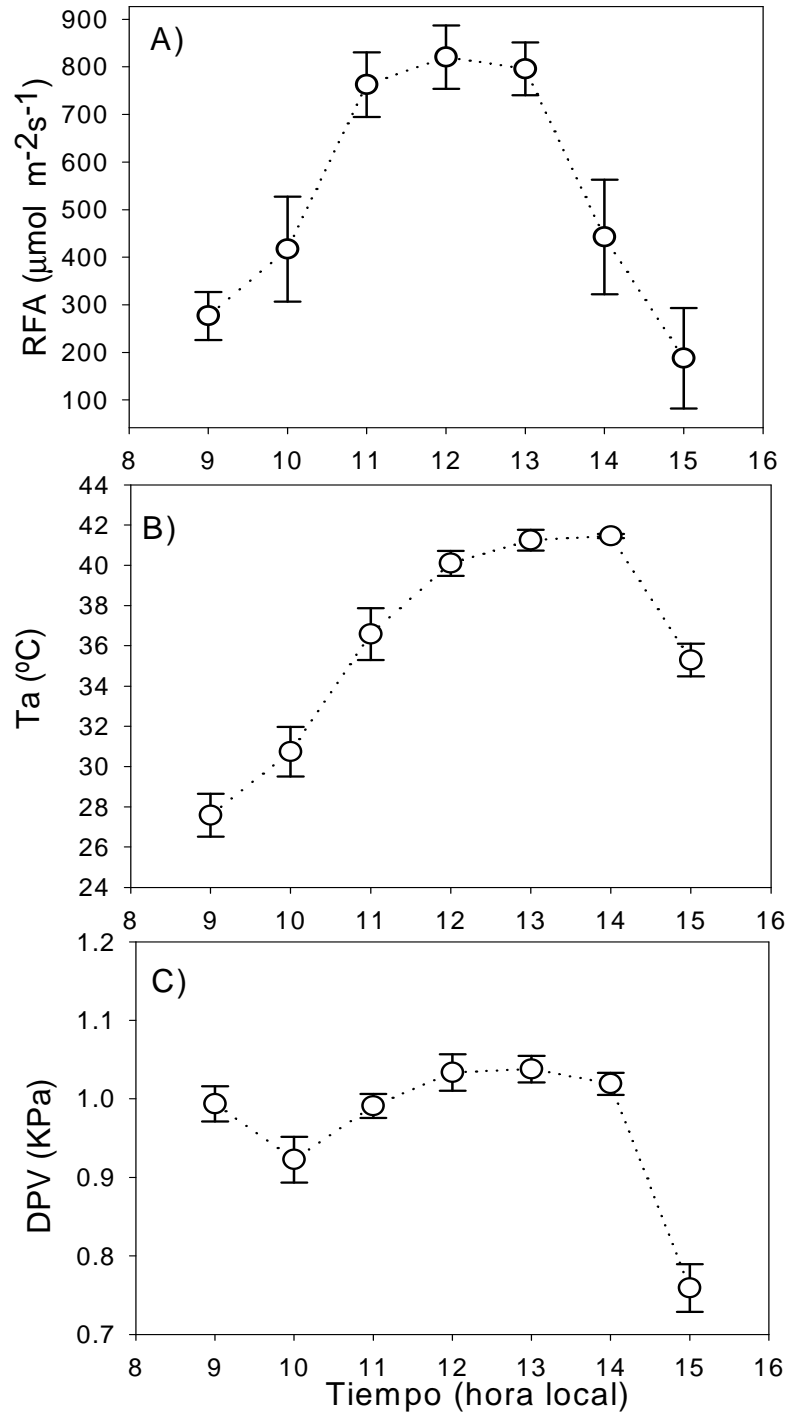 A)
RFA (μmol m-2s-1)
900
800
700
600
500
400
300
200
100
8 9 10 11 12 13 14 15 16
B)
Ta (ºC)
44
42
40
38
36
34
32
30
28
26
24
8 9 10 11 12 13 14 15 16
C)
DPV (KPa)
1.2
1.1
1.0
0.9
0.8
0.7
8 9 10 11 12 13 14 15 16
Tiempo (hora local)